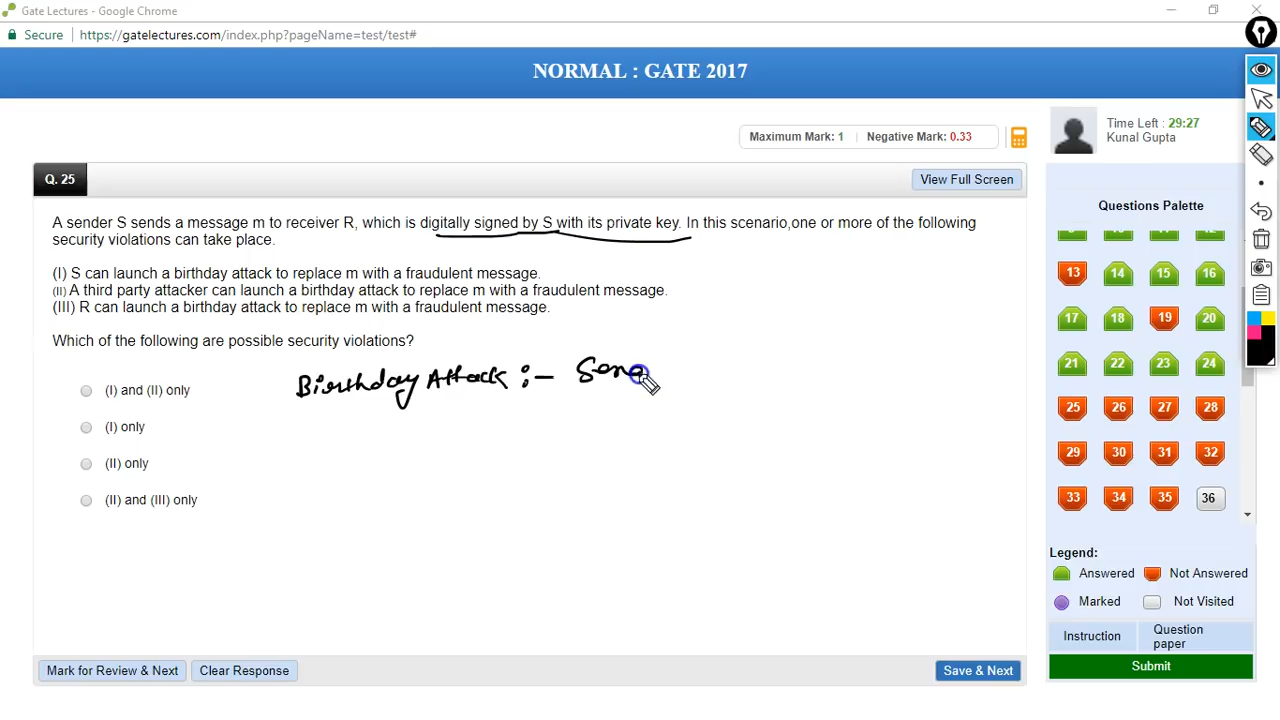 Gate Lectures - Google Chrome
Secure https://gatelectures.com/index.php?pageName=test/test#
NORMAL : GATE 2017
Maximum Mark: 1 | Negative Mark: 0.33
Time Left : 29:27
Kunal Gupta
Q. 25
View Full Screen
A sender S sends a message m to receiver R, which is digitally signed by S with its private key. In this scenario,one or more of the following
security violations can take place.
(I) S can launch a birthday attack to replace m with a fraudulent message.
(II) A third party attacker can launch a birthday attack to replace m with a fraudulent message.
(III) R can launch a birthday attack to replace m with a fraudulent message.
Which of the following are possible security violations?
Birthday Attack :- Sene
(I) and (II) only
(I) only
(II) only
(II) and (III) only
Questions Palette
13 14 15 16
17 18 19 20
21 22 23 24
25 26 27 28
29 30 31 32
33 34 35 36
Legend:
Answered Not Answered
Marked Not Visited
Instruction Question paper
Submit
Mark for Review & Next Clear Response Save & Next